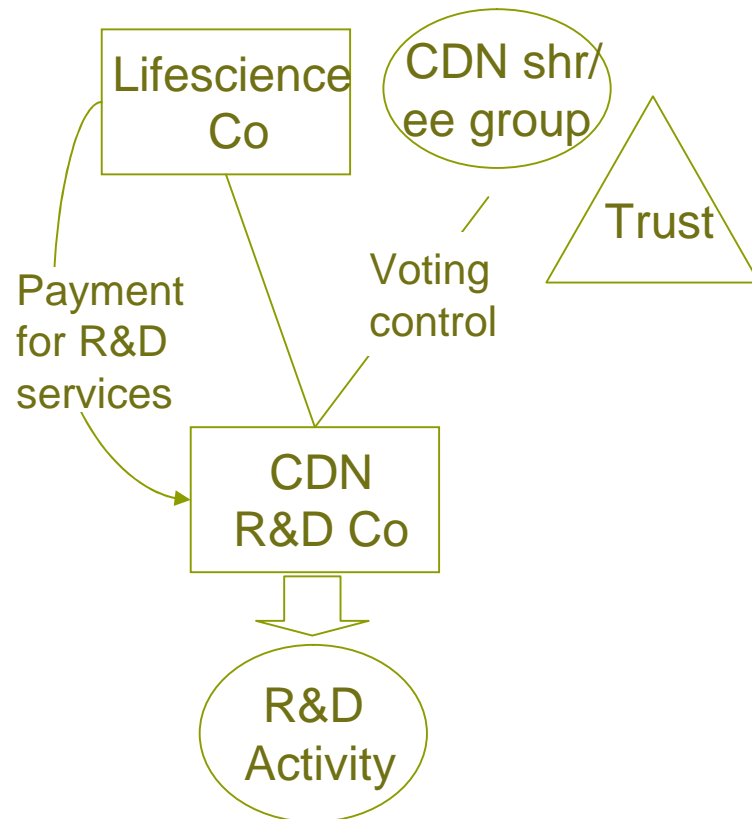 Lifescience
Co
CDN shr/
ee group
Trust
Voting
control
Payment
for R&D
services
CDN
R&D Co
R&D
Activity